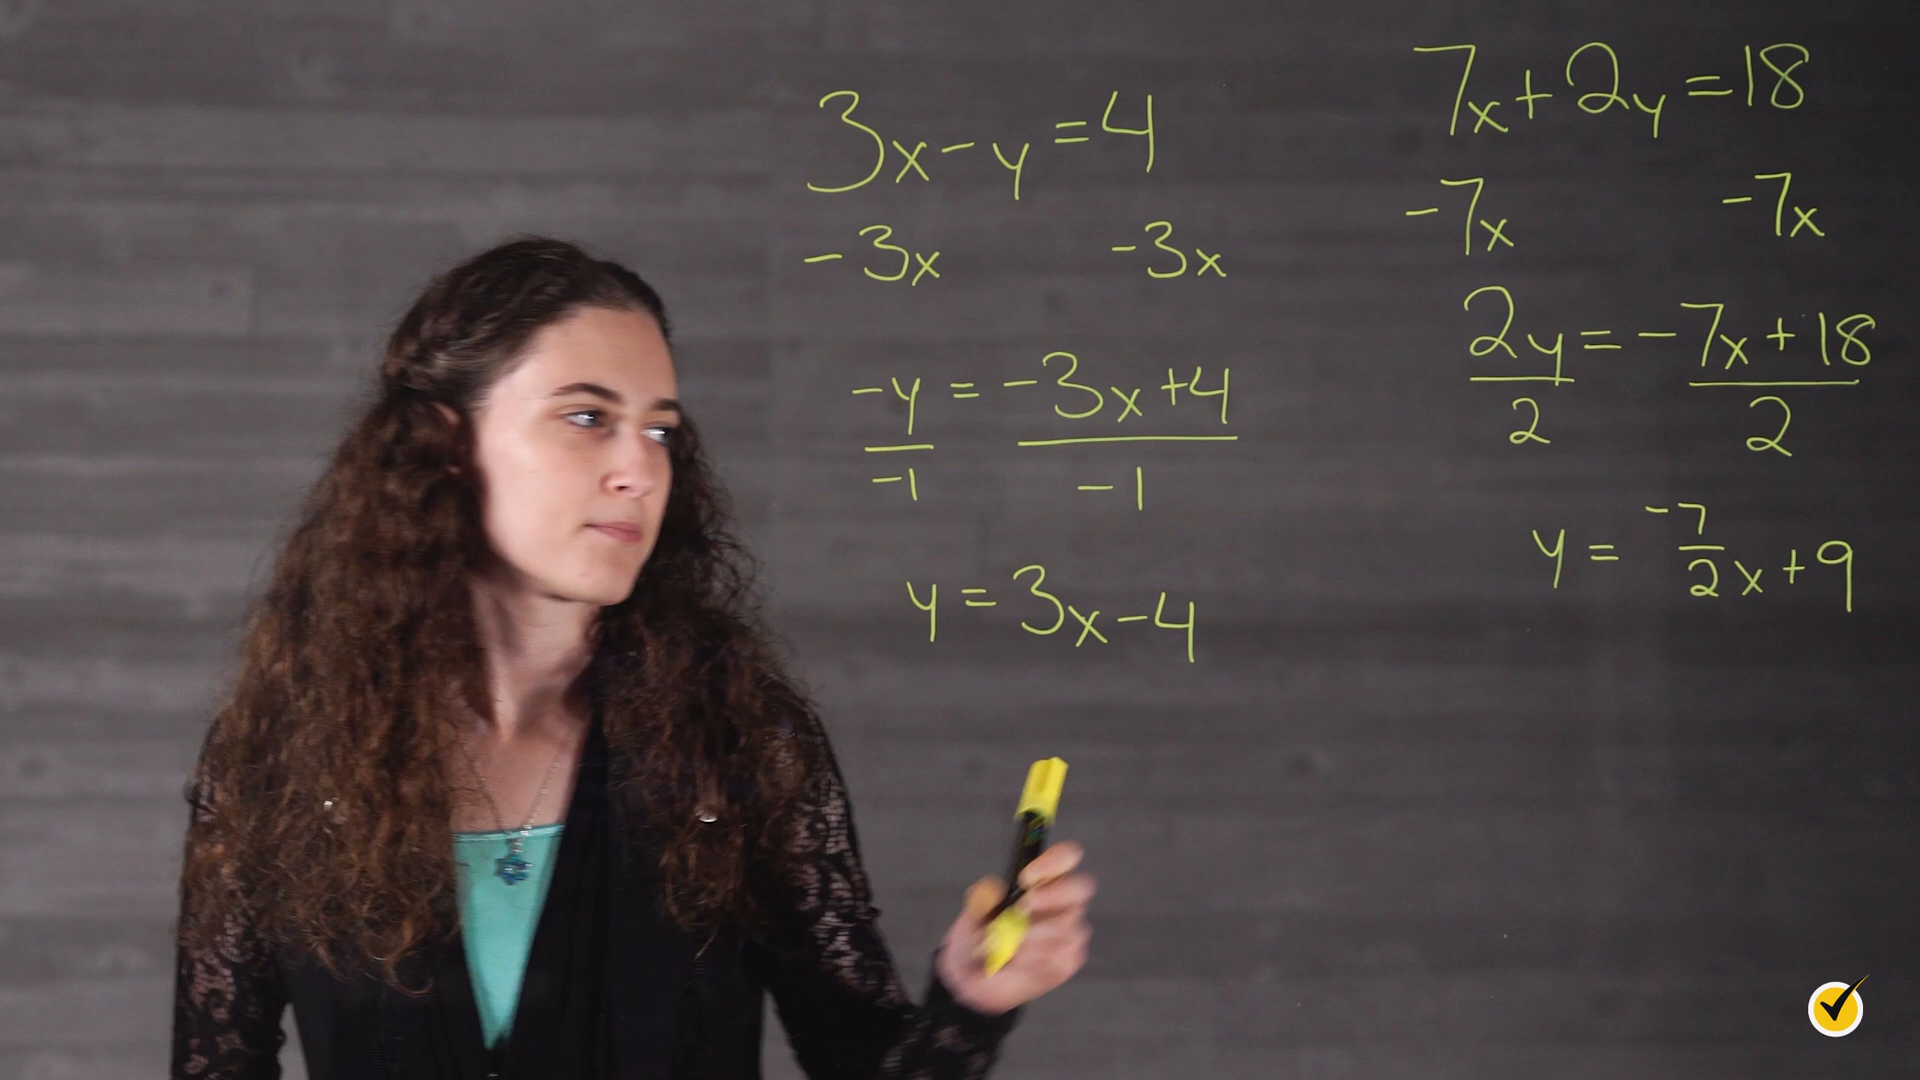 3x-y=4
-3x -3x
-y = -3x+4
-1 -1
y = 3x-4
7x+2y=18
-7x -7x
2y = -7x+18
2 2
y = -7/2x+9